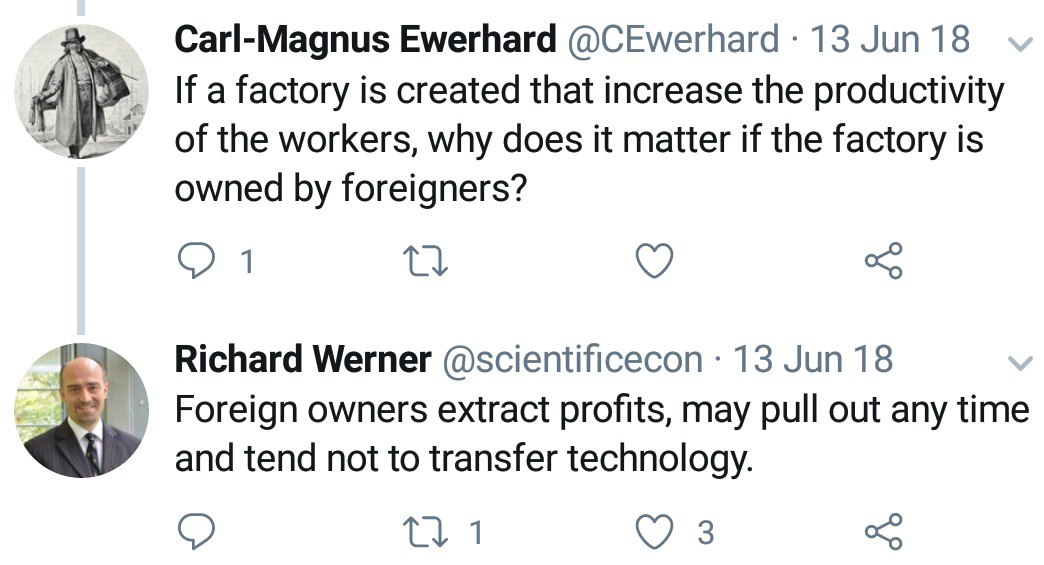 Carl-Magnus Ewerhard @CEwerhard · 13 Jun 18
If a factory is created that increase the productivity
of the workers, why does it matter if the factory is
owned by foreigners?
1
Richard Werner @scientificecon · 13 Jun 18
Foreign owners extract profits, may pull out any time
and tend not to transfer technology.
1 3